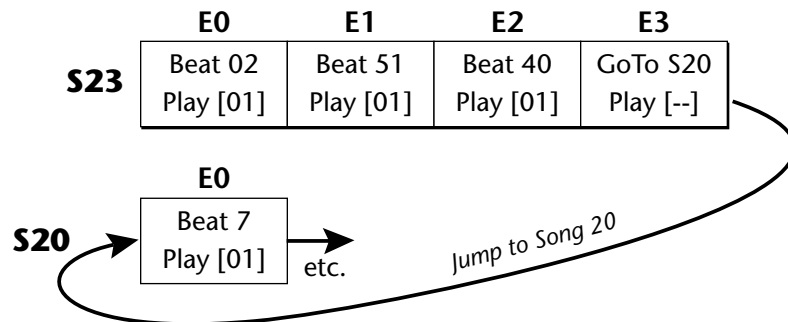 E0 E1 E2 E3
S23
Beat 02 Beat 51 Beat 40 GoTo S20
Play [01] Play [01] Play [01] Play [--]
E0
S20
Beat 7
Play [01]
etc.
Jump to Song 20